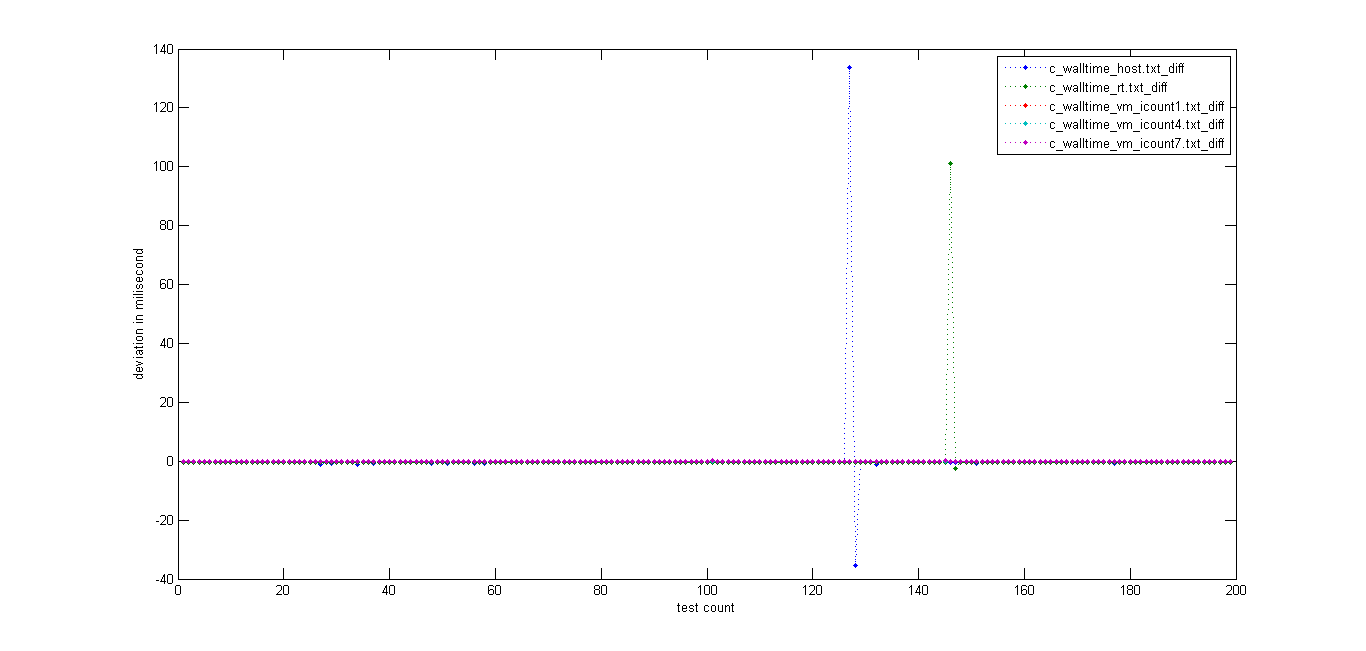 140
120
100
80
60
40
20
0
-20
-40
deviation in milisecond
c_walltime_host.txt_diff
c_walltime_rt.txt_diff
c_walltime_vm_icount1.txt_diff
c_walltime_vm_icount4.txt_diff
c_walltime_vm_icount7.txt_diff
0 20 40 60 80 100 120 140 160 180 200
test count